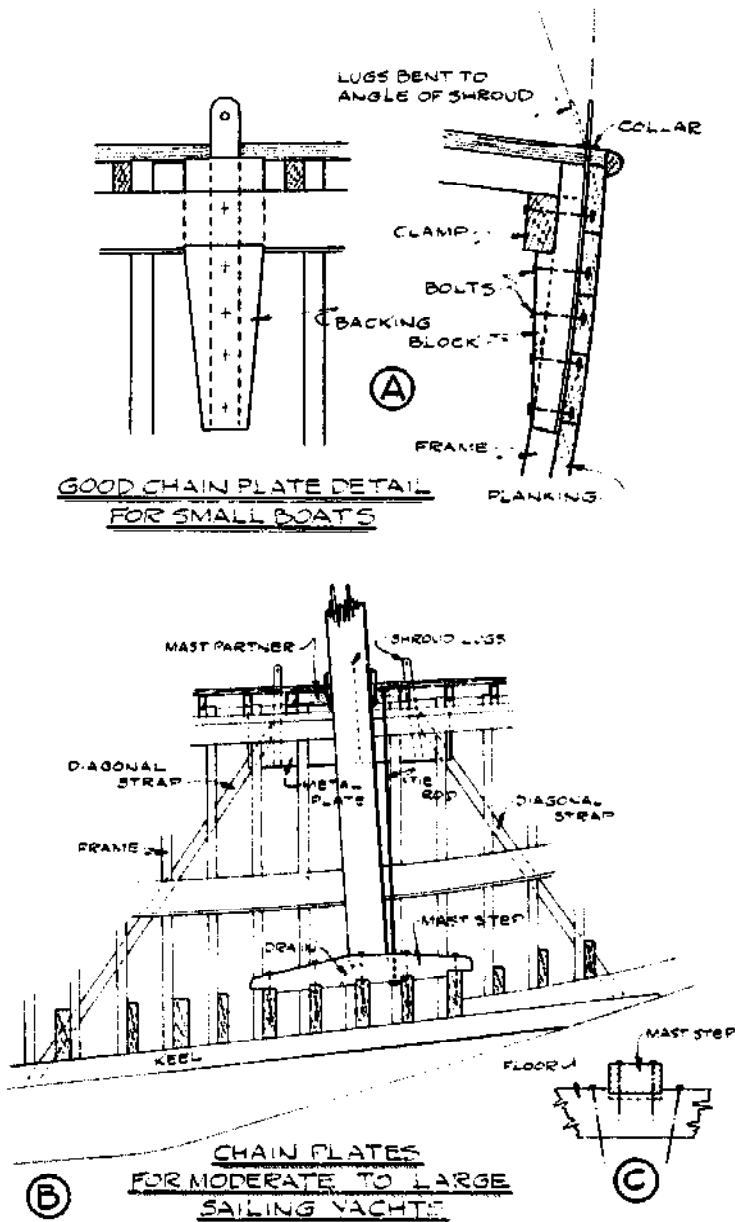 LUGS BENT TO
ANGLE OF SHROUD
COLLAR
CLAMP
BOLTS
BACKING
BLOCK
A
FRAME
PLANKING
GOOD CHAIN PLATE DETAIL
FOR SMALL BOATS
MAST PARTNER
SHROUD LUGS
DIAGONAL
STRAP
METAL
PLATE
TIE
ROD
DIAGONAL
STRAP
FRAME
MAST STEP
DRAIN
KEEL
MAST STEP
FLOOR
CHAIN PLATES
FOR MODERATE TO LARGE
SAILING YACHTS
B
C